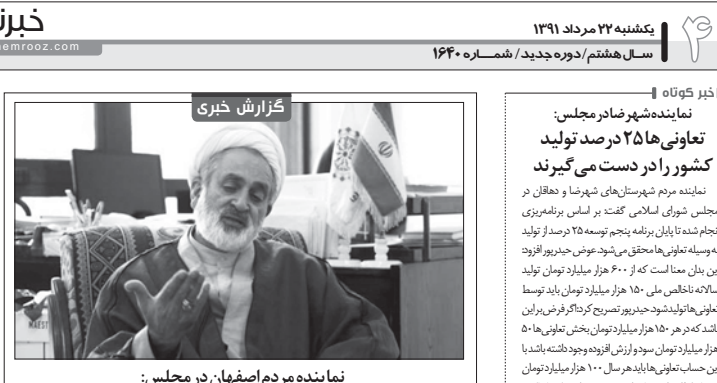 ۴
یکشنبه ۲۲ مرداد ۱۳۹۱
ســال هشتم/دوره جدید/ شمـــاره ۱۶۴۰
خبر
emrooz.com
خبر کوتاه
نماینده شهرضا در مجلس:
تعاونی‌ها ۲۵ درصد تولید
کشور را در دست می گیرند
نماینده مردم شهرستان‌های شهرضا و دهاقان در
مجلس شورای اسلامی گفت: بر اساس برنامه‌ریزی
انجام شده تا پایان برنامه پنجم توسعه ۲۵ درصد از تولید
به وسیله تعاونی‌ها محقق می‌شود. عوض حیدرپور افزود:
این بدان معنا است که از ۶۰۰ هزار میلیارد تومان تولید
سالانه ناخالص ملی ۱۵۰ هزار میلیارد تومان باید توسط
تعاونی‌ها تولید شود. حیدرپور تصریح کرد: اگر فرض بر این
باشد که در هر ۱۵۰ هزار میلیارد تومان بخش تعاونی‌ها ۵۰
هزار میلیارد تومان سود و ارزش افزوده وجود داشته باشد با
این حساب تعاونی‌ها باید هر سال ۱۰۰ هزار میلیارد تومان
گزارش خبری
MAEST
نماینده مردم اصفهان در مجلس: